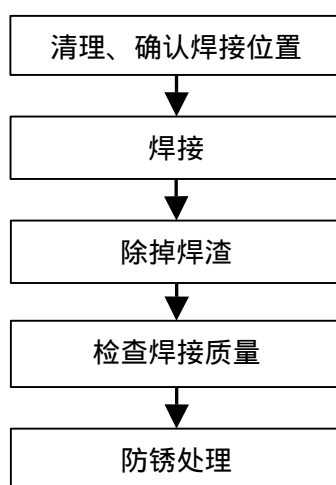 清理、确认焊接位置
焊接
除掉焊渣
检查焊接质量
防锈处理